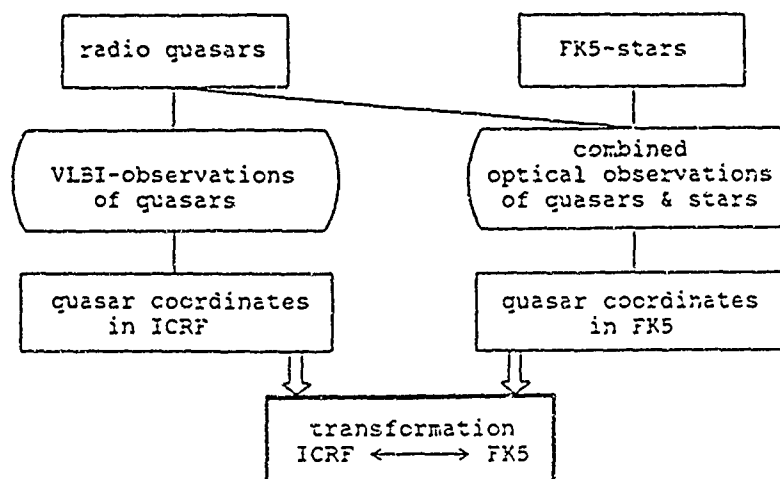 radio quasars
FK5-stars
VLBI-observations
of quasars
combined
optical observations
of quasars & stars
quasar coordinates
in ICRF
quasar coordinates
in FK5
transformation
ICRF ⟷ FK5